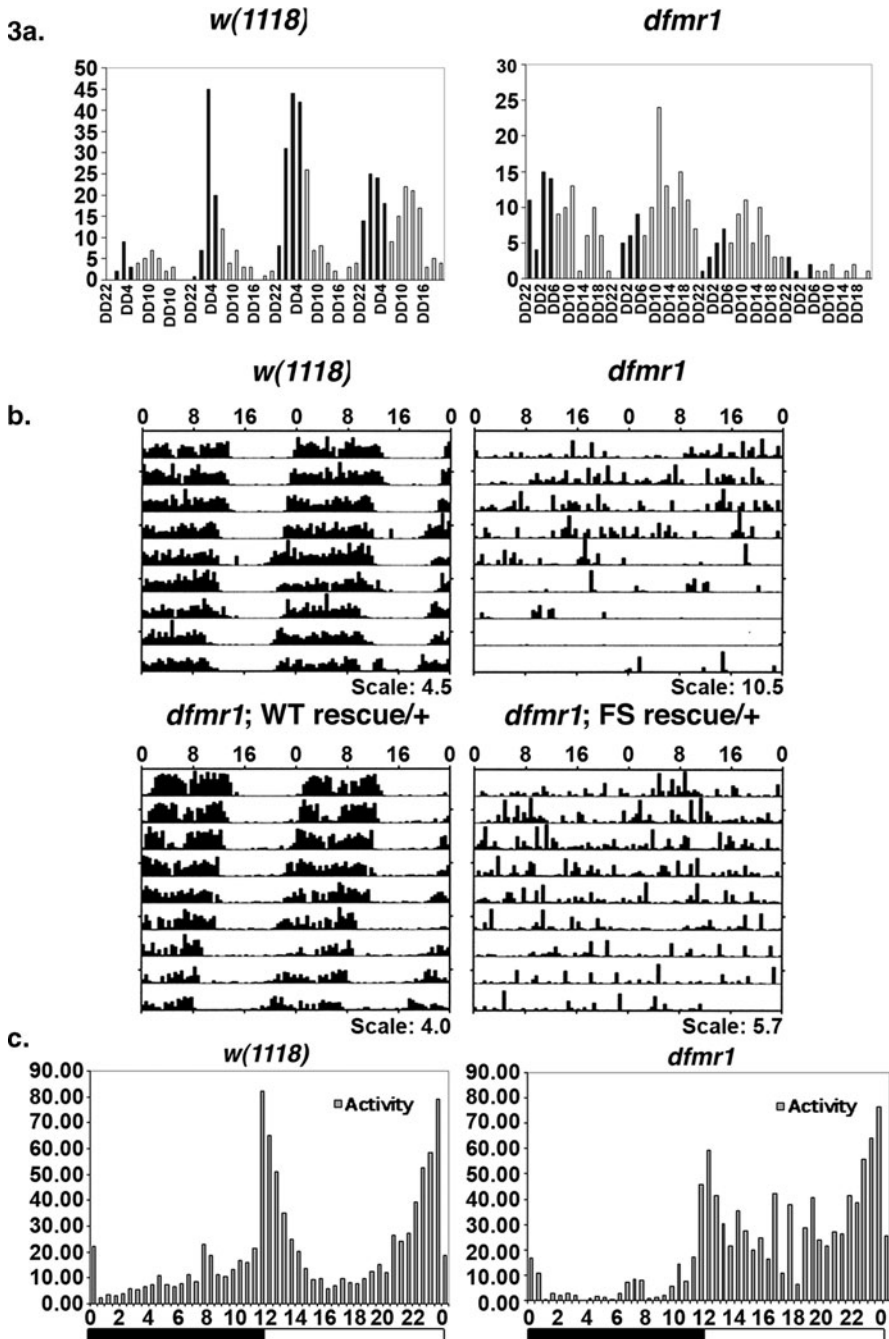 3a.
w(1118)
50
45
40
35
30
25
20
15
10
5
0
DD22 DD4 DD10 DD10 DD22 DD4 DD10 DD16 DD22 DD4 DD10 DD16
dfmr1
30
25
20
15
10
5
0
DD22 DD2 DD6 DD10 DD14 DD18 DD22 DD2 DD6 DD10 DD14 DD18 DD22 DD2 DD6 DD10 DD14 DD18 DD22 DD2 DD6 DD10 DD14 DD18
b.
w(1118)
0 8 16 0 8 16 0
Scale: 4.5
dfmr1
0 8 16 0 8 16 0
Scale: 10.5
dfmr1; WT rescue/+
0 8 16 0 8 16 0
Scale: 4.0
dfmr1; FS rescue/+
0 8 16 0 8 16 0
Scale: 5.7
c.
w(1118)
90.00
80.00
70.00
60.00
50.00
40.00
30.00
20.00
10.00
0.00
Activity
0 2 4 6 8 10 12 14 16 18 20 22 0
dfmr1
90.00
80.00
70.00
60.00
50.00
40.00
30.00
20.00
10.00
0.00
Activity
0 2 4 6 8 10 12 14 16 18 20 22 0